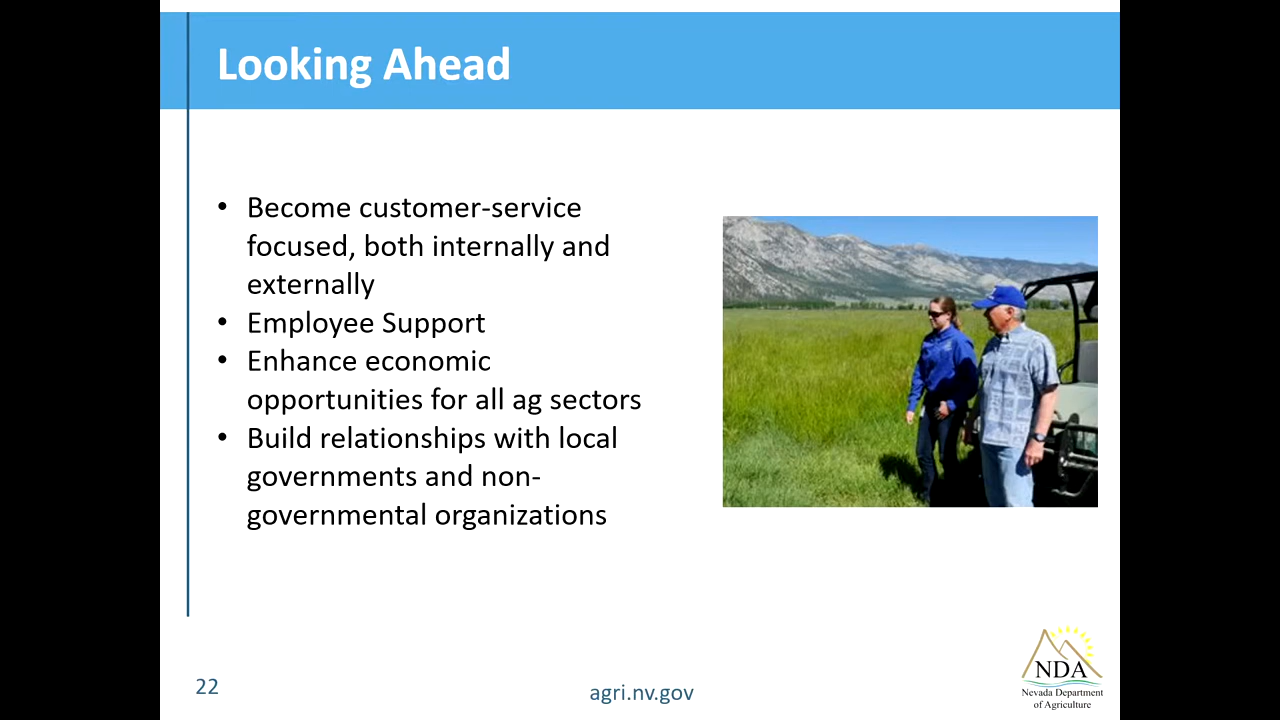 Looking Ahead
• Become customer-service
focused, both internally and
externally
• Employee Support
• Enhance economic
opportunities for all ag sectors
• Build relationships with local
governments and non-
governmental organizations
22
agri.nv.gov
NDA
Nevada Department
of Agriculture